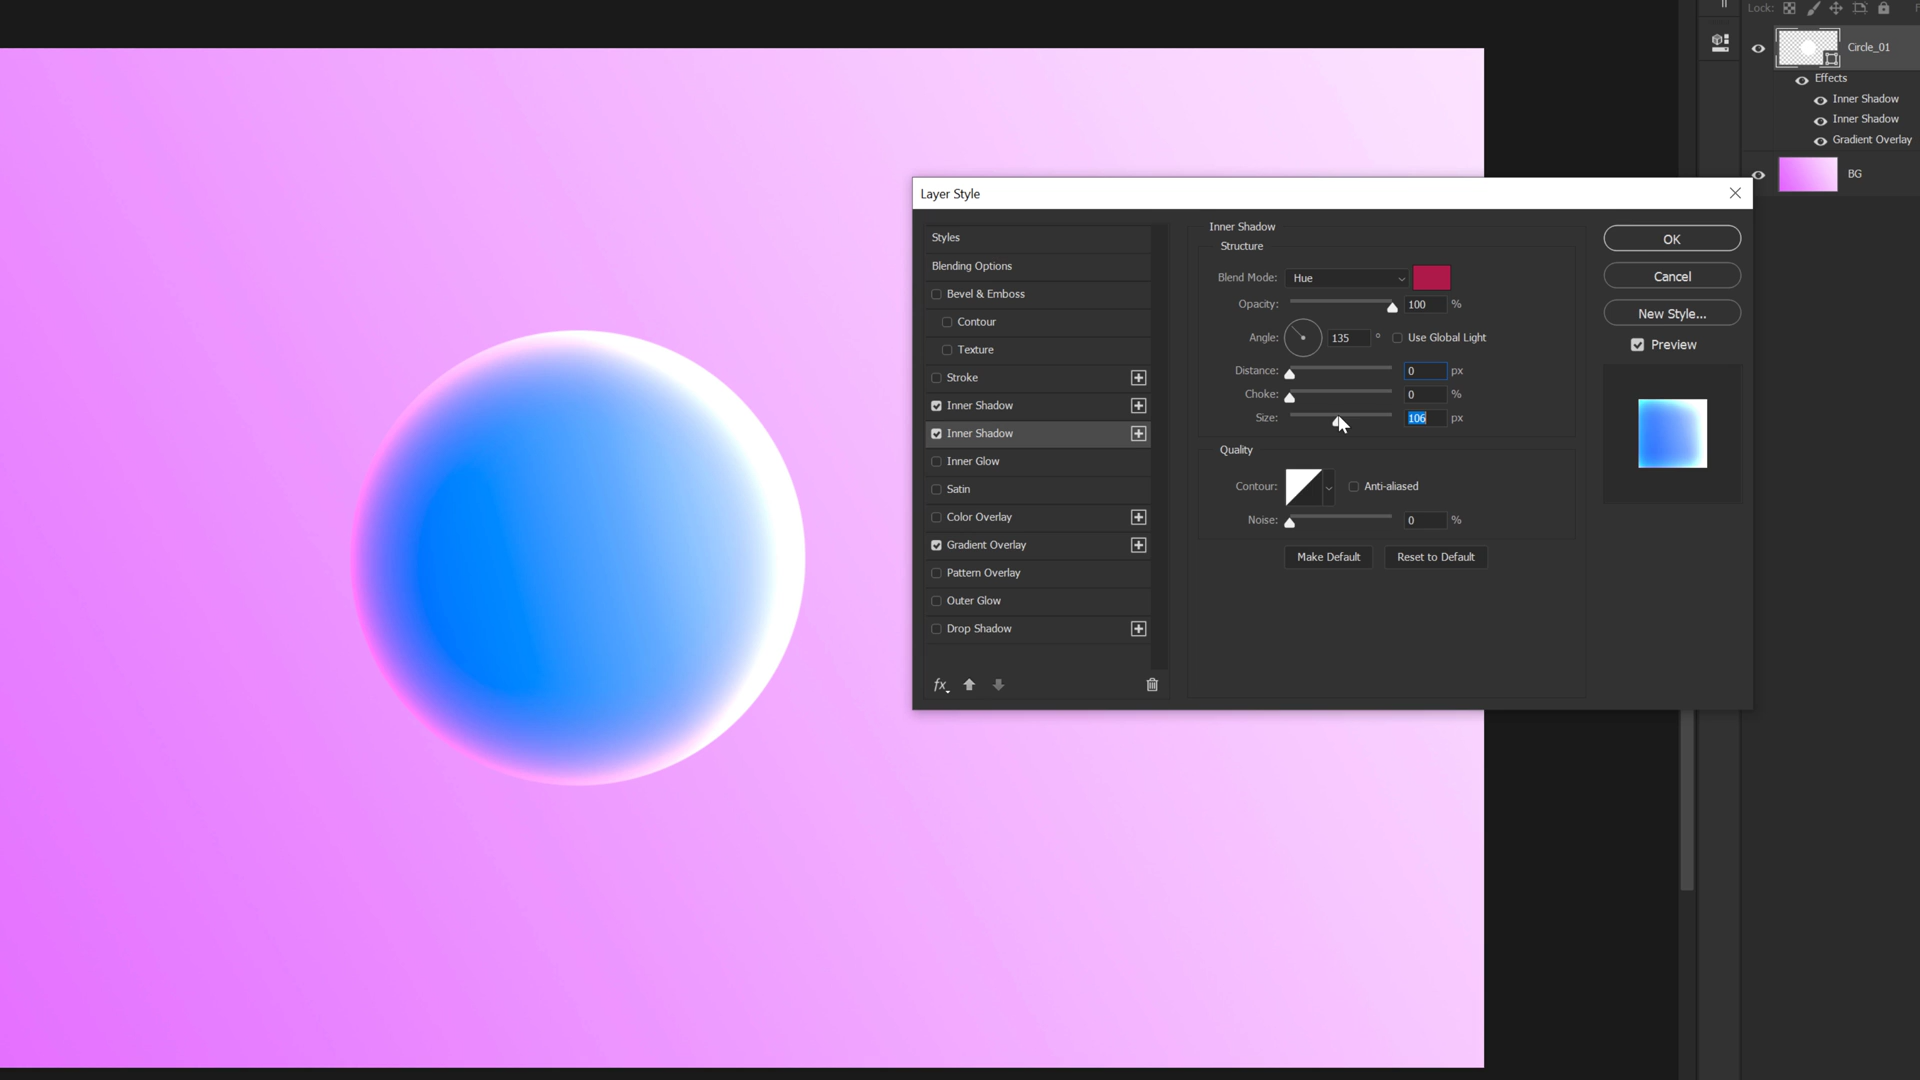 Lock:
Circle_01
Effects
Inner Shadow
Inner Shadow
Gradient Overlay
BG
Layer Style
Styles
Blending Options
Bevel & Emboss
Contour
Texture
Stroke
Inner Shadow
Inner Shadow
Inner Glow
Satin
Color Overlay
Gradient Overlay
Pattern Overlay
Outer Glow
Drop Shadow
fx
Inner Shadow
Structure
Blend Mode: Hue
Opacity: 100 %
Angle: 135 ° Use Global Light
Distance: 0 px
Choke: 0 %
Size: 106 px
Quality
Contour: Anti-aliased
Noise: 0 %
Make Default Reset to Default
OK
Cancel
New Style...
Preview